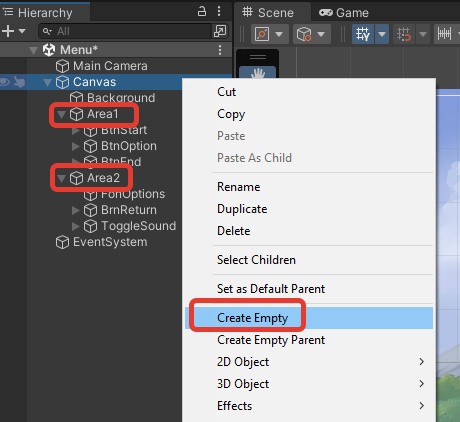 Hierarchy
Scene
Game
All
Menu*
Main Camera
Canvas
Background
Area1
BtnStart
BtnOption
BtnEnd
Area2
FonOptions
BrnReturn
ToggleSound
EventSystem
Cut
Copy
Paste
Paste As Child
Rename
Duplicate
Delete
Select Children
Set as Default Parent
Create Empty
Create Empty Parent
2D Object
3D Object
Effects